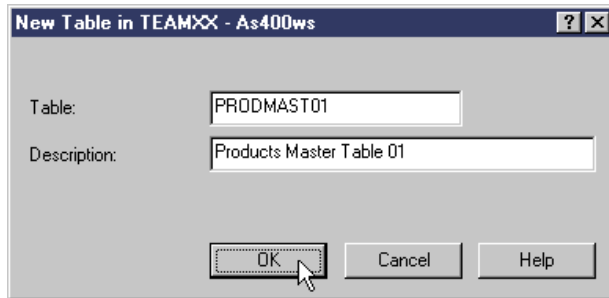 New Table in TEAMXX - As400ws ? X
Table: PRODMAST01
Description: Products Master Table 01
OK Cancel Help